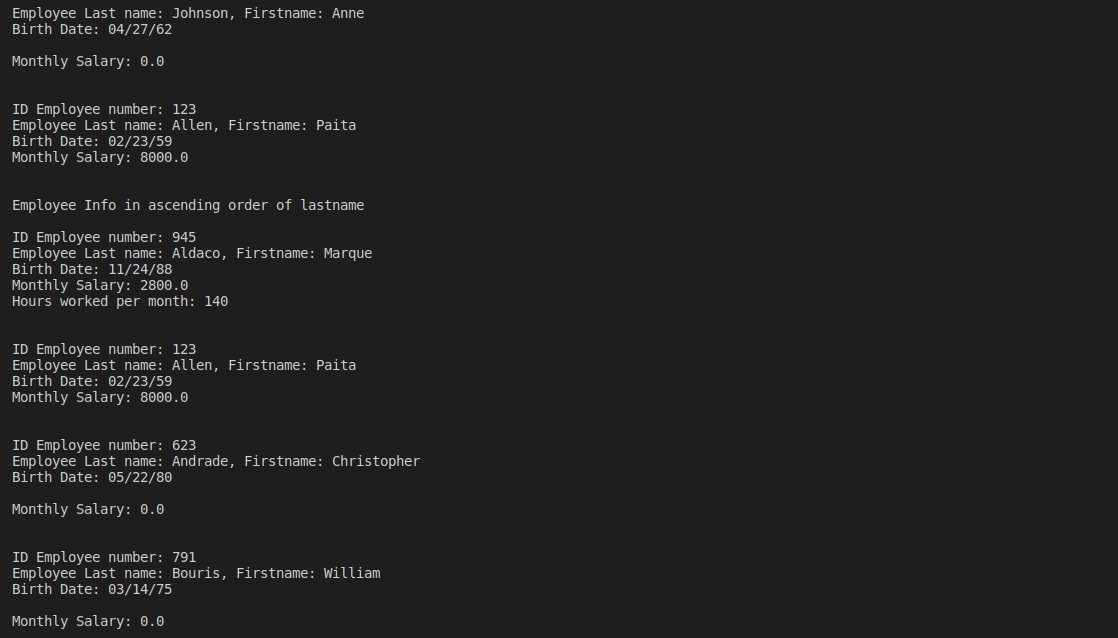 Employee Last name: Johnson, Firstname: Anne
Birth Date: 04/27/62
Monthly Salary: 0.0
ID Employee number: 123
Employee Last name: Allen, Firstname: Paita
Birth Date: 02/23/59
Monthly Salary: 8000.0
Employee Info in ascending order of lastname
ID Employee number: 945
Employee Last name: Aldaco, Firstname: Marque
Birth Date: 11/24/88
Monthly Salary: 2800.0
Hours worked per month: 140
ID Employee number: 123
Employee Last name: Allen, Firstname: Paita
Birth Date: 02/23/59
Monthly Salary: 8000.0
ID Employee number: 623
Employee Last name: Andrade, Firstname: Christopher
Birth Date: 05/22/80
Monthly Salary: 0.0
ID Employee number: 791
Employee Last name: Bouris, Firstname: William
Birth Date: 03/14/75
Monthly Salary: 0.0